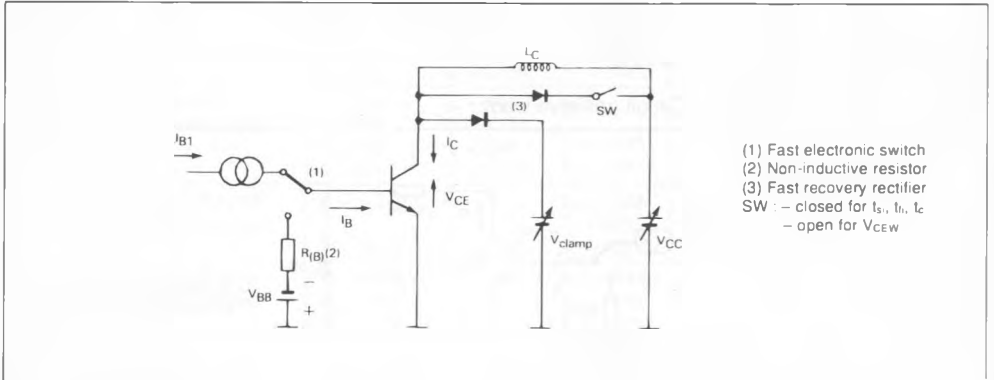 LC
(3)
SW
IB1
(1)
IC
VCE
IB
R(B)(2)
VBB
−
+
Vclamp
VCC
(1) Fast electronic switch
(2) Non-inductive resistor
(3) Fast recovery rectifier
SW : – closed for tsi, tfi, tc
– open for VCEW